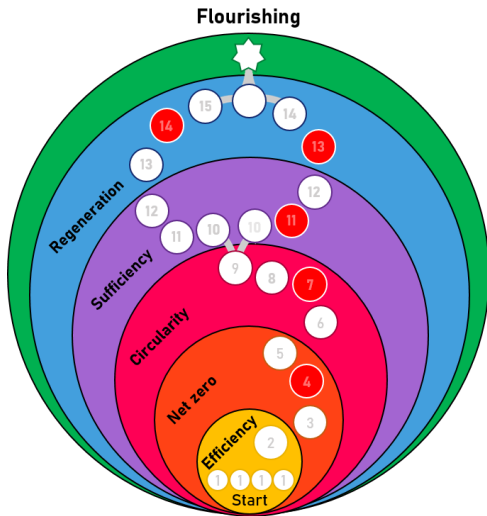 Flourishing
15
14
14
13
13
Regeneration
12
12
11
10
10
11
Sufficiency
9
8
7
6
Circularity
5
4
Net zero
3
2
Efficiency
1 1 1 1
Start